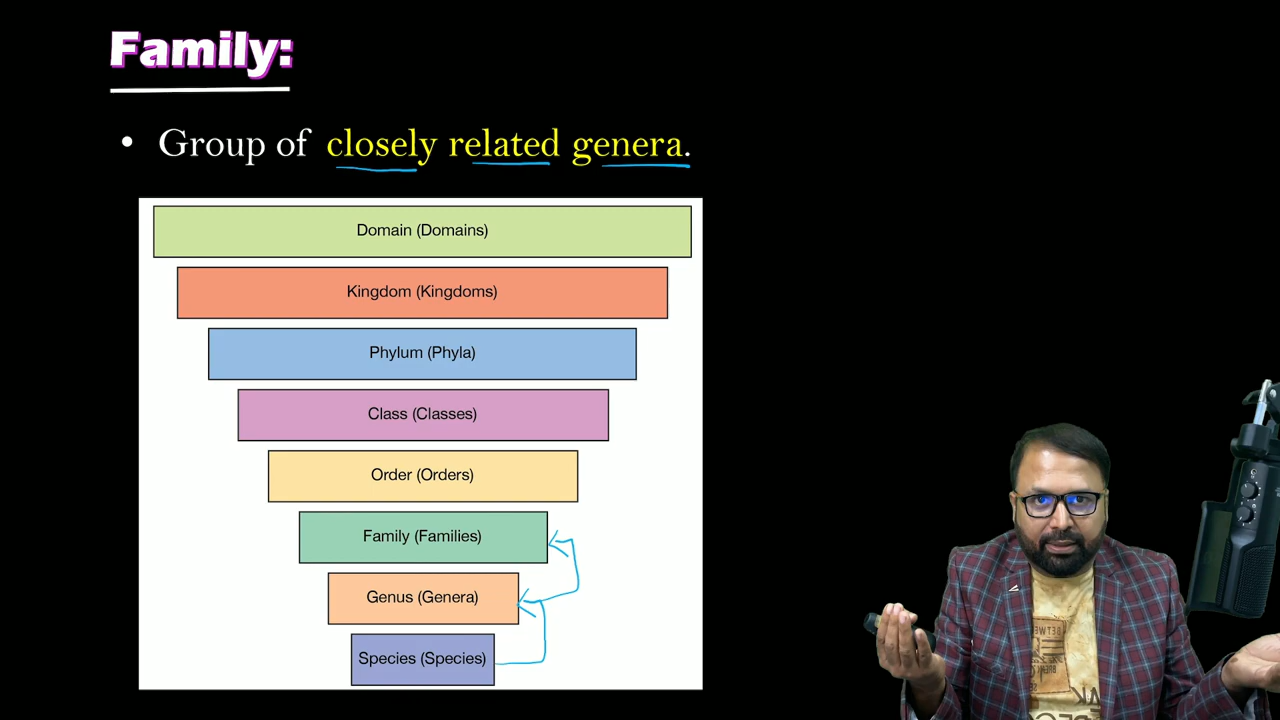 Family:
• Group of closely related genera.
Domain (Domains)
Kingdom (Kingdoms)
Phylum (Phyla)
Class (Classes)
Order (Orders)
Family (Families)
Genus (Genera)
Species (Species)